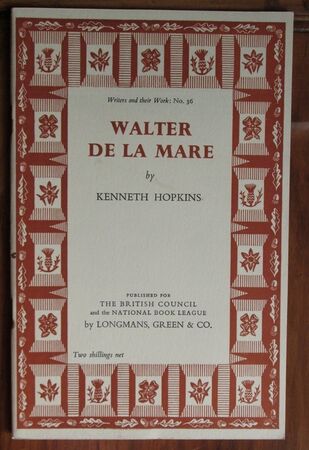 Writers and their Work: No. 36
WALTER
DE LA MARE
by
KENNETH HOPKINS
PUBLISHED FOR
THE BRITISH COUNCIL
and the NATIONAL BOOK LEAGUE
by LONGMANS, GREEN & CO.
Two shillings net